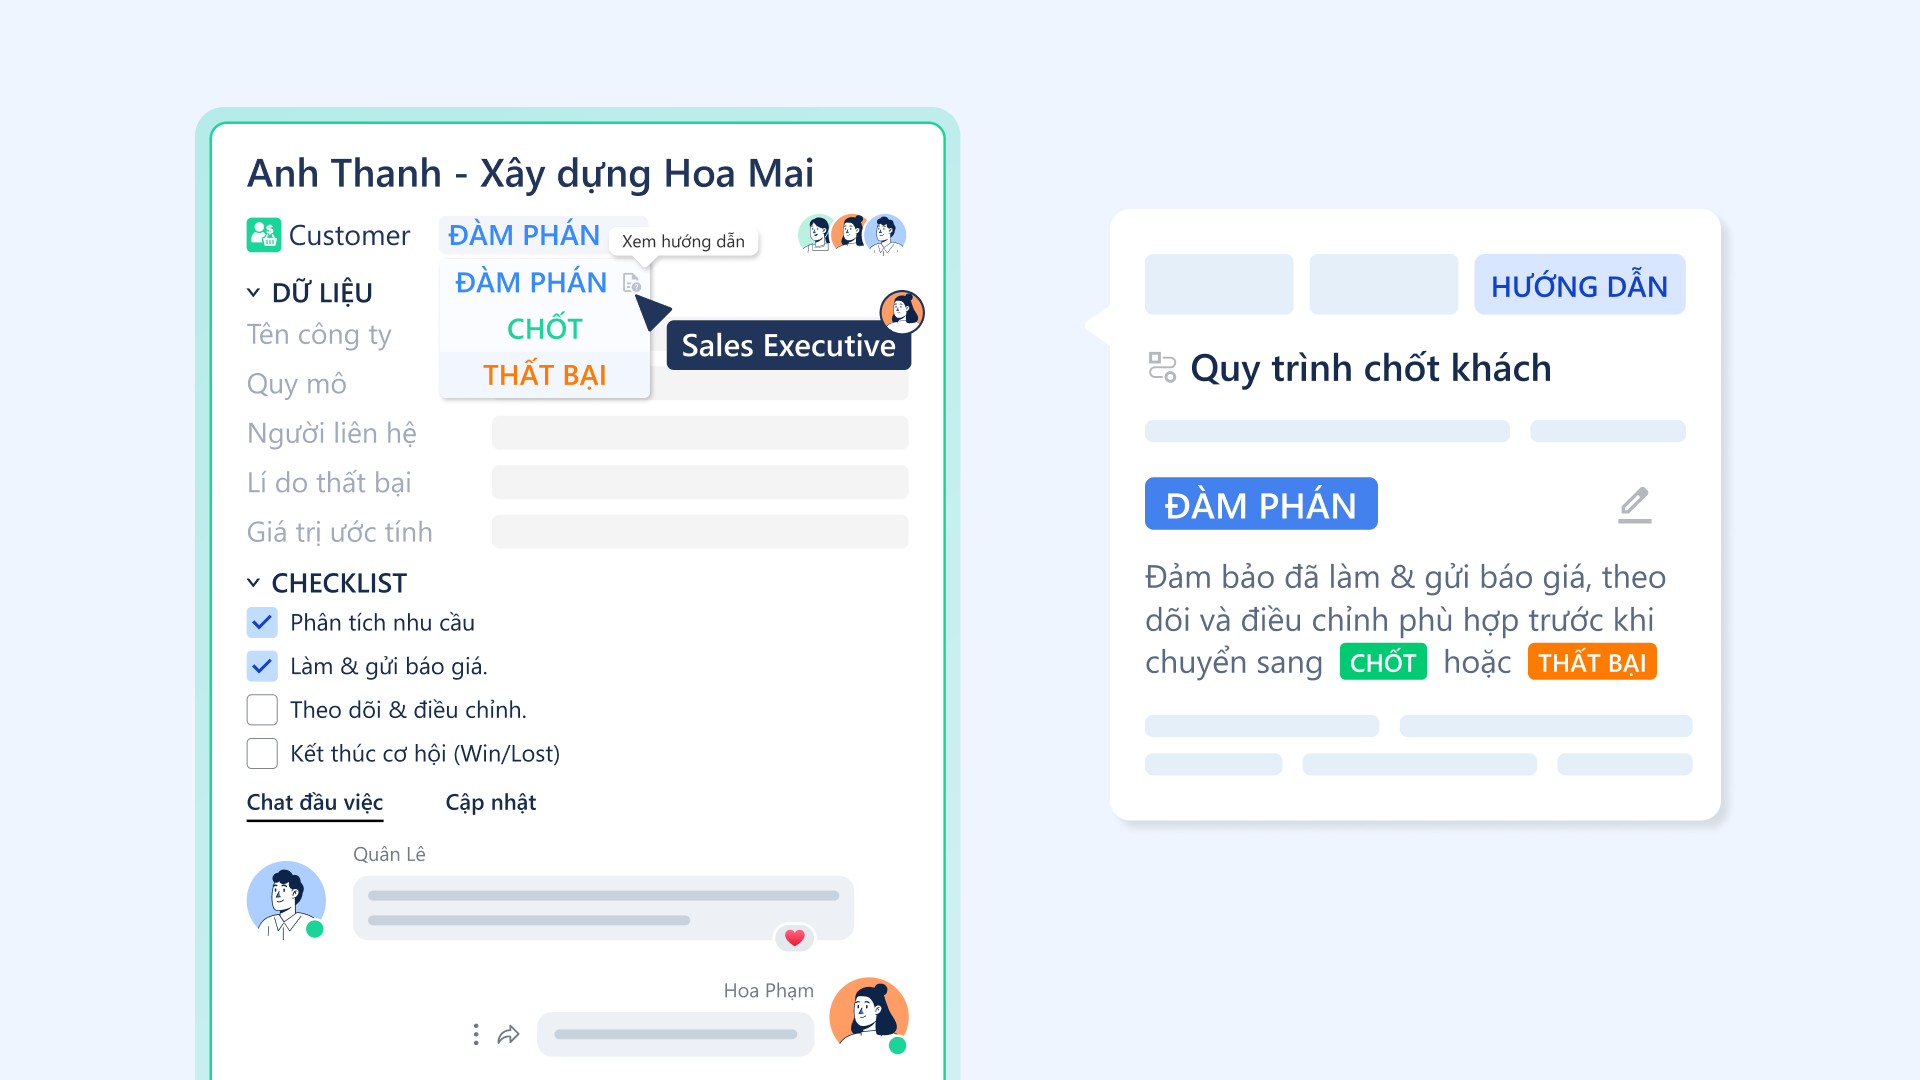 Anh Thanh - Xây dựng Hoa Mai
Customer
ĐÀM PHÁN
Xem hướng dẫn
ĐÀM PHÁN
CHỐT
THẤT BẠI
Sales Executive
DỮ LIỆU
Tên công ty
Quy mô
Người liên hệ
Lí do thất bại
Giá trị ước tính
CHECKLIST
Phân tích nhu cầu
Làm & gửi báo giá.
Theo dõi & điều chỉnh.
Kết thúc cơ hội (Win/Lost)
Chat đầu việc
Cập nhật
Quân Lê
Hoa Phạm
HƯỚNG DẪN
Quy trình chốt khách
ĐÀM PHÁN
Đảm bảo đã làm & gửi báo giá, theo
dõi và điều chỉnh phù hợp trước khi
chuyển sang CHỐT hoặc THẤT BẠI